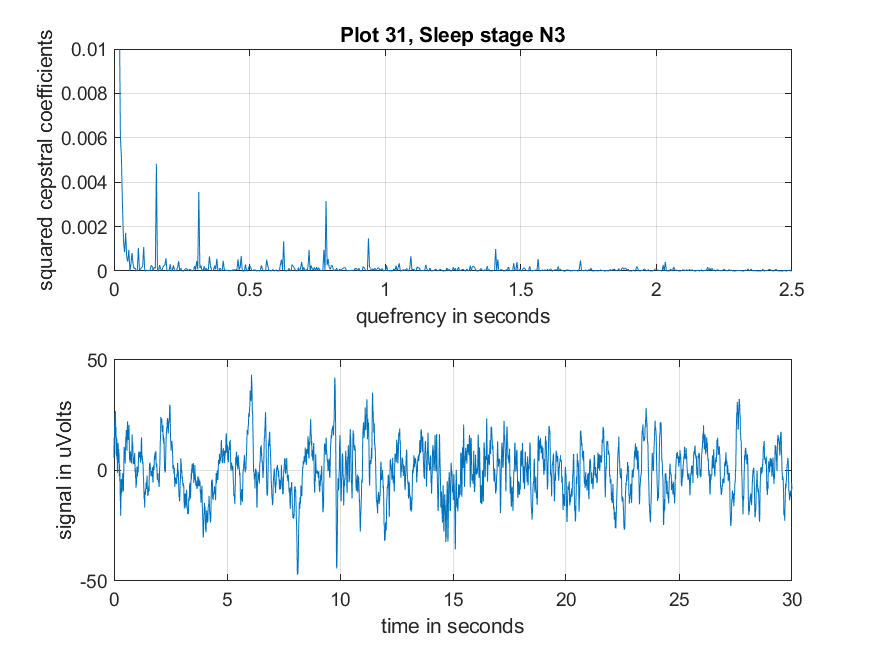 Plot 31, Sleep stage N3
squared cepstral coefficients
0.01
0.008
0.006
0.004
0.002
0
0 0.5 1 1.5 2 2.5
quefrency in seconds
signal in uVolts
50
0
-50
0 5 10 15 20 25 30
time in seconds